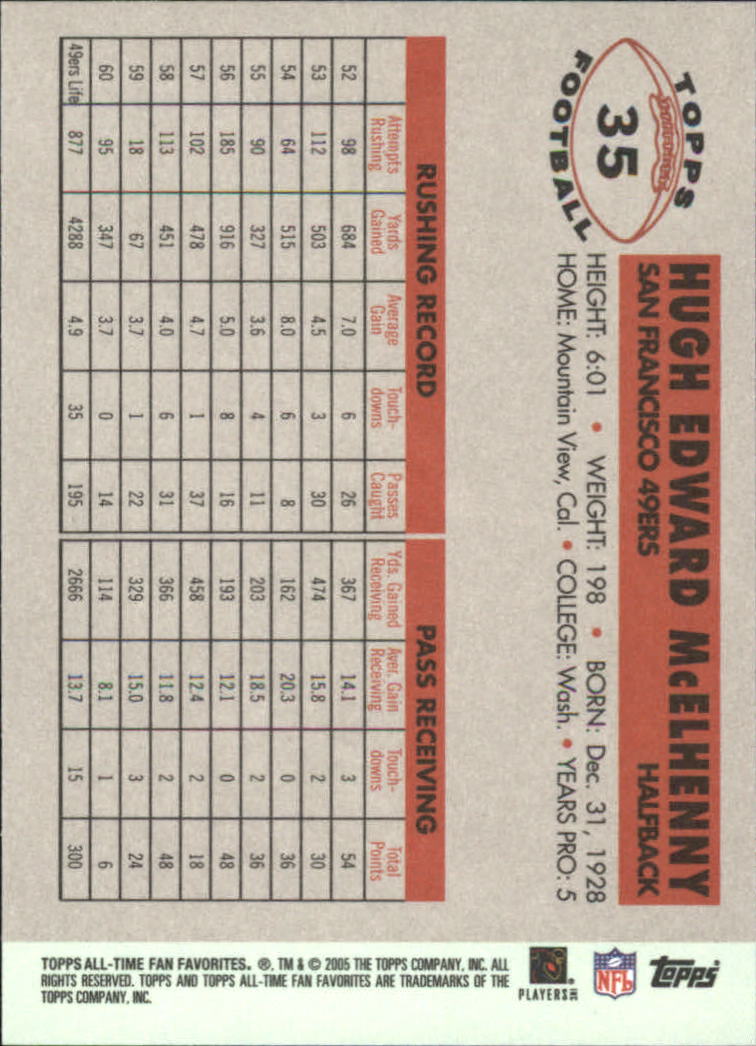 TOPPS
35
FOOTBALL
HUGH EDWARD McELHENNY
SAN FRANCISCO 49ERS HALFBACK
HEIGHT: 6:01 • WEIGHT: 198 • BORN: Dec. 31, 1928
HOME: Mountain View, Cal. • COLLEGE: Wash. • YEARS PRO: 5
RUSHING RECORD PASS RECEIVING
Attempts Rushing Yards Gained Average Gain Touch-downs Passes Caught Yds. Gained Receiving Aver. Gain Receiving Touch-downs Total Points
52 98 684 7.0 6 26 367 14.1 3 54
53 112 503 4.5 3 30 474 15.8 2 30
54 64 515 8.0 6 8 162 20.3 0 36
55 90 327 3.6 4 11 203 18.5 2 36
56 185 916 5.0 8 16 193 12.1 0 48
57 102 478 4.7 1 37 458 12.4 2 18
58 113 451 4.0 6 31 366 11.8 2 48
59 18 67 3.7 1 22 329 15.0 3 24
60 95 347 3.7 0 14 114 8.1 1 6
49ers Life 877 4288 4.9 35 195 2666 13.7 15 300
TOPPS ALL-TIME FAN FAVORITES. ®, TM & © 2005 THE TOPPS COMPANY, INC. ALL
RIGHTS RESERVED. TOPPS AND TOPPS ALL-TIME FAN FAVORITES ARE TRADEMARKS OF THE
TOPPS COMPANY, INC.
PLAYERS INC
NFL
Topps